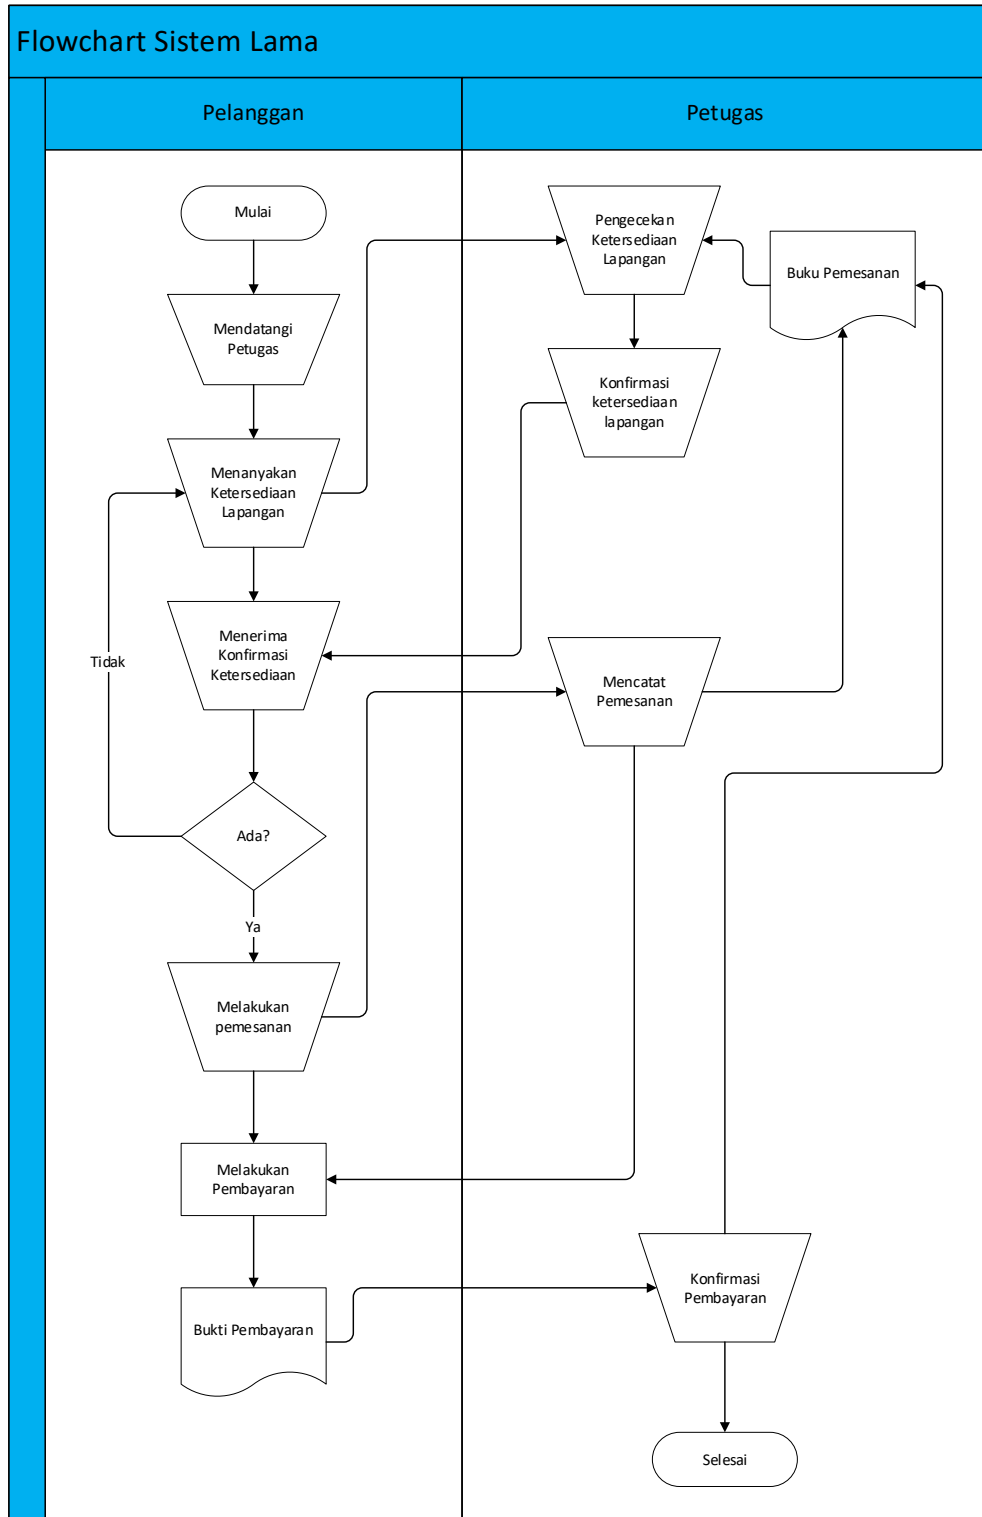 Flowchart Sistem Lama
Pelanggan
Petugas
Mulai
Mendatangi
Petugas
Menanyakan
Ketersediaan
Lapangan
Menerima
Konfirmasi
Ketersediaan
Tidak
Ada?
Ya
Melakukan
pemesanan
Melakukan
Pembayaran
Bukti Pembayaran
Pengecekan
Ketersediaan
Lapangan
Buku Pemesanan
Konfirmasi
ketersediaan
lapangan
Mencatat
Pemesanan
Konfirmasi
Pembayaran
Selesai